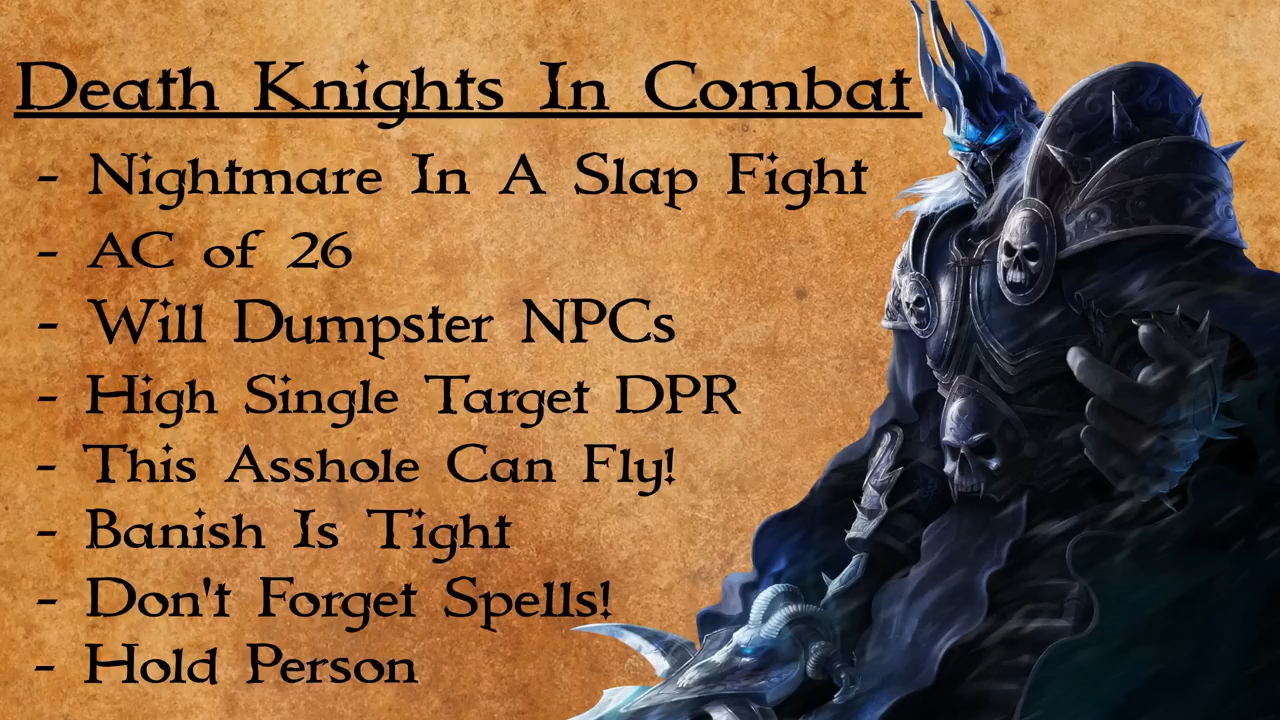 Death Knights In Combat
- Nightmare In A Slap Fight
- AC of 26
- Will Dumpster NPCs
- High Single Target DPR
- This Asshole Can Fly!
- Banish Is Tight
- Don't Forget Spells!
- Hold Person